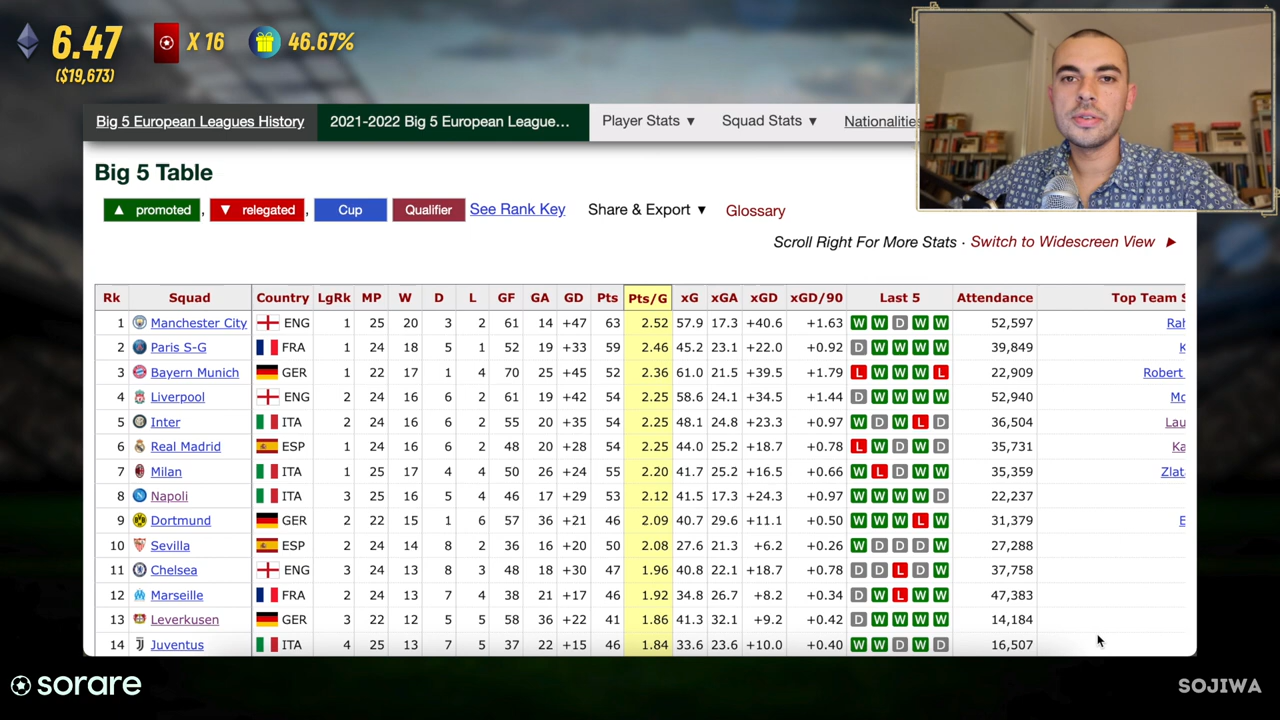 6.47
($19,673)
X 16
46.67%
Big 5 European Leagues History
2021-2022 Big 5 European League...
Player Stats ▼
Squad Stats ▼
Nationalities
Big 5 Table
▲ promoted , ▼ relegated , Cup Qualifier See Rank Key Share & Export ▼ Glossary
Scroll Right For More Stats · Switch to Widescreen View ►
Rk Squad Country LgRk MP W D L GF GA GD Pts Pts/G xG xGA xGD xGD/90 Last 5 Attendance Top Team S
1 Manchester City ENG 1 25 20 3 2 61 14 +47 63 2.52 57.9 17.3 +40.6 +1.63 W W D W W 52,597 Rah
2 Paris S-G FRA 1 24 18 5 1 52 19 +33 59 2.46 45.2 23.1 +22.0 +0.92 D W W W W 39,849 K
3 Bayern Munich GER 1 22 17 1 4 70 25 +45 52 2.36 61.0 21.5 +39.5 +1.79 L W W W L 22,909 Robert
4 Liverpool ENG 2 24 16 6 2 61 19 +42 54 2.25 58.6 24.1 +34.5 +1.44 D W W W W 52,940 Mo
5 Inter ITA 2 24 16 6 2 55 20 +35 54 2.25 48.1 24.8 +23.3 +0.97 W D W L D 36,504 Lau
6 Real Madrid ESP 1 24 16 6 2 48 20 +28 54 2.25 44.0 25.2 +18.7 +0.78 L W D W D 35,731 Ka
7 Milan ITA 1 25 17 4 4 50 26 +24 55 2.20 41.7 25.2 +16.5 +0.66 W L D W W 35,359 Zlat
8 Napoli ITA 3 25 16 5 4 46 17 +29 53 2.12 41.5 17.3 +24.3 +0.97 W W W W D 22,237
9 Dortmund GER 2 22 15 1 6 57 36 +21 46 2.09 40.7 29.6 +11.1 +0.50 W W W L W 31,379 E
10 Sevilla ESP 2 24 14 8 2 36 16 +20 50 2.08 27.6 21.3 +6.2 +0.26 W D D D W 27,288
11 Chelsea ENG 3 24 13 8 3 48 18 +30 47 1.96 40.8 22.1 +18.7 +0.78 D D L D W 37,758
12 Marseille FRA 2 24 13 7 4 38 21 +17 46 1.92 34.8 26.7 +8.2 +0.34 D W L W W 47,383
13 Leverkusen GER 3 22 12 5 5 58 36 +22 41 1.86 41.3 32.1 +9.2 +0.42 D W W W W 14,184
14 Juventus ITA 4 25 13 7 5 37 22 +15 46 1.84 33.6 23.6 +10.0 +0.40 W W D W D 16,507
sorare
SOJIWA